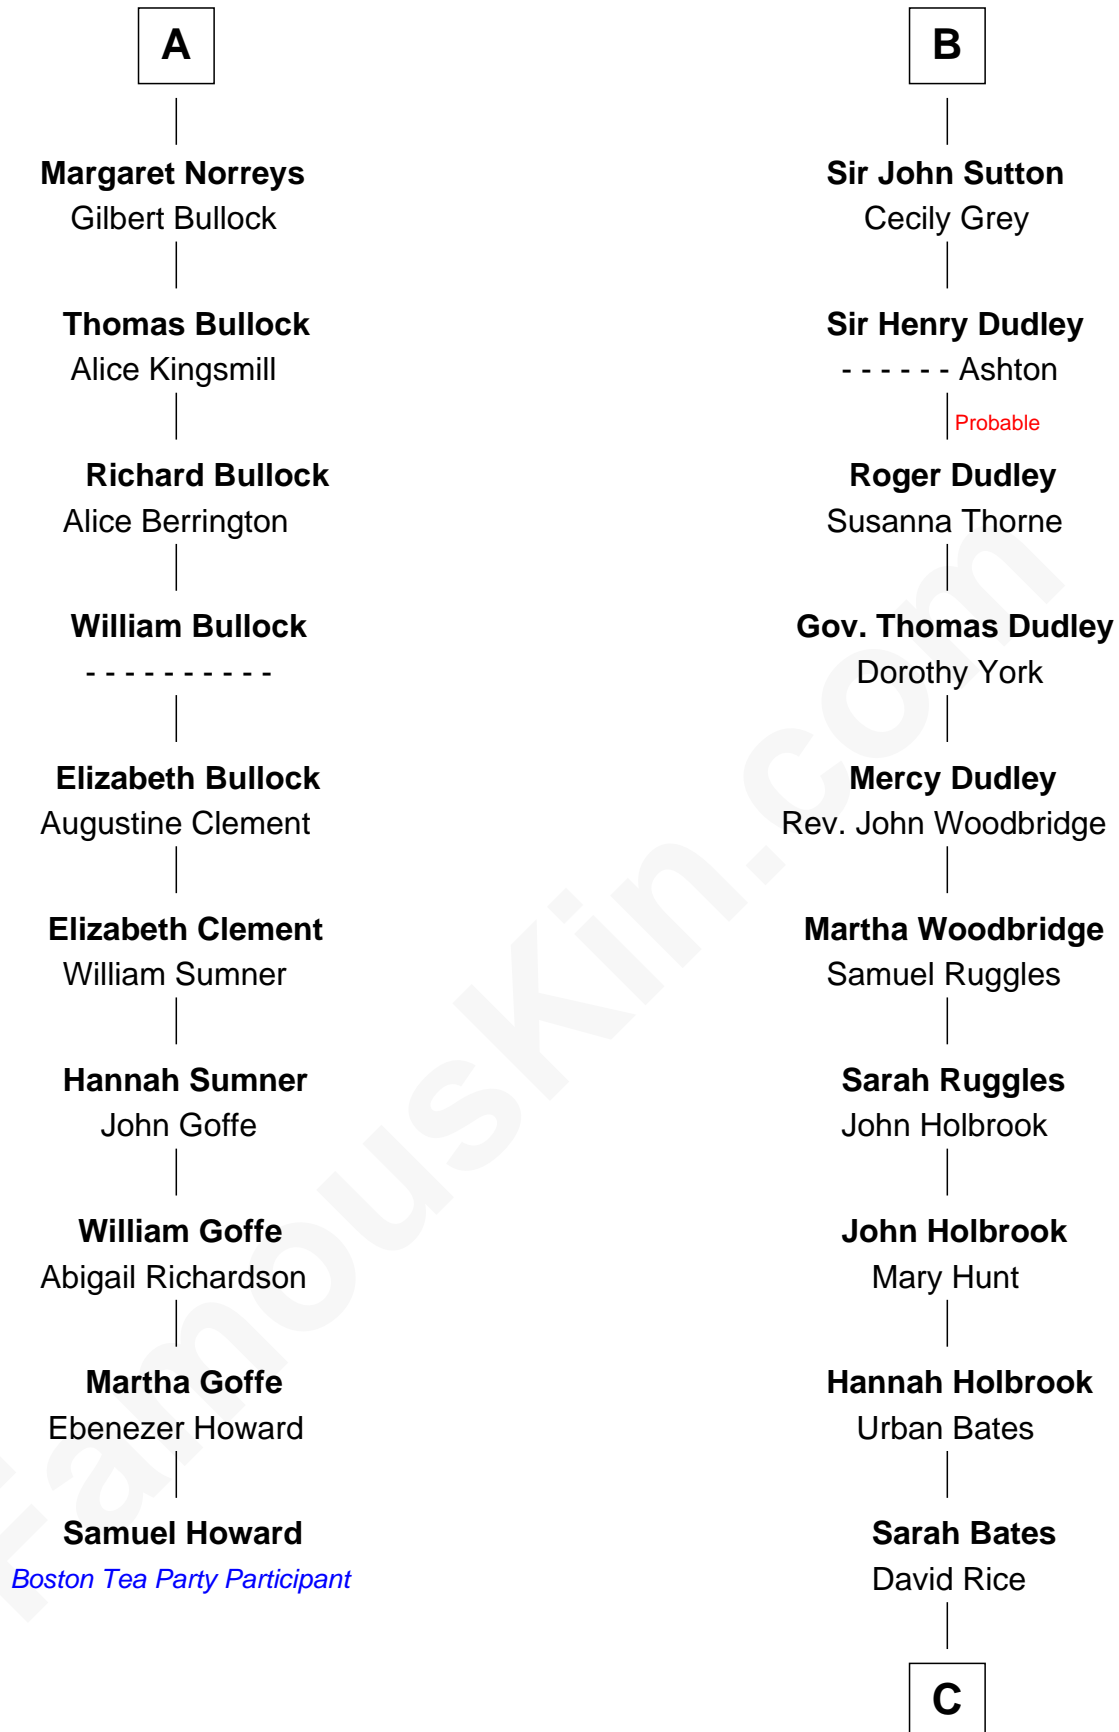 A
Margaret Norreys
Gilbert Bullock
Thomas Bullock
Alice Kingsmill
Richard Bullock
Alice Berrington
William Bullock
- - - - - - - - - -
Elizabeth Bullock
Augustine Clement
Elizabeth Clement
William Sumner
Hannah Sumner
John Goffe
William Goffe
Abigail Richardson
Martha Goffe
Ebenezer Howard
Samuel Howard
Boston Tea Party Participant
B
Sir John Sutton
Cecily Grey
Sir Henry Dudley
- - - - - - Ashton
Probable
Roger Dudley
Susanna Thorne
Gov. Thomas Dudley
Dorothy York
Mercy Dudley
Rev. John Woodbridge
Martha Woodbridge
Samuel Ruggles
Sarah Ruggles
John Holbrook
John Holbrook
Mary Hunt
Hannah Holbrook
Urban Bates
Sarah Bates
David Rice
C
FamousKin.com